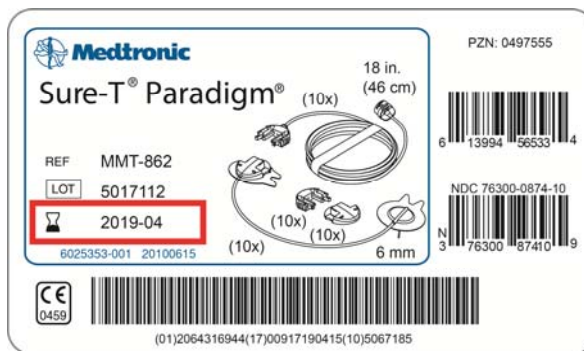 Medtronic
Sure-T® Paradigm®
REF MMT-862
LOT 5017112
2019-04
6025353-001 20100615
18 in.
(46 cm)
(10x)
(10x)
(10x)
(10x)
6 mm
PZN: 0497555
6 13994 56533 4
NDC 76300-0874-10
N
3 76300 87410 9
CE
0459
(01)2064316944(17)00917190415(10)5067185